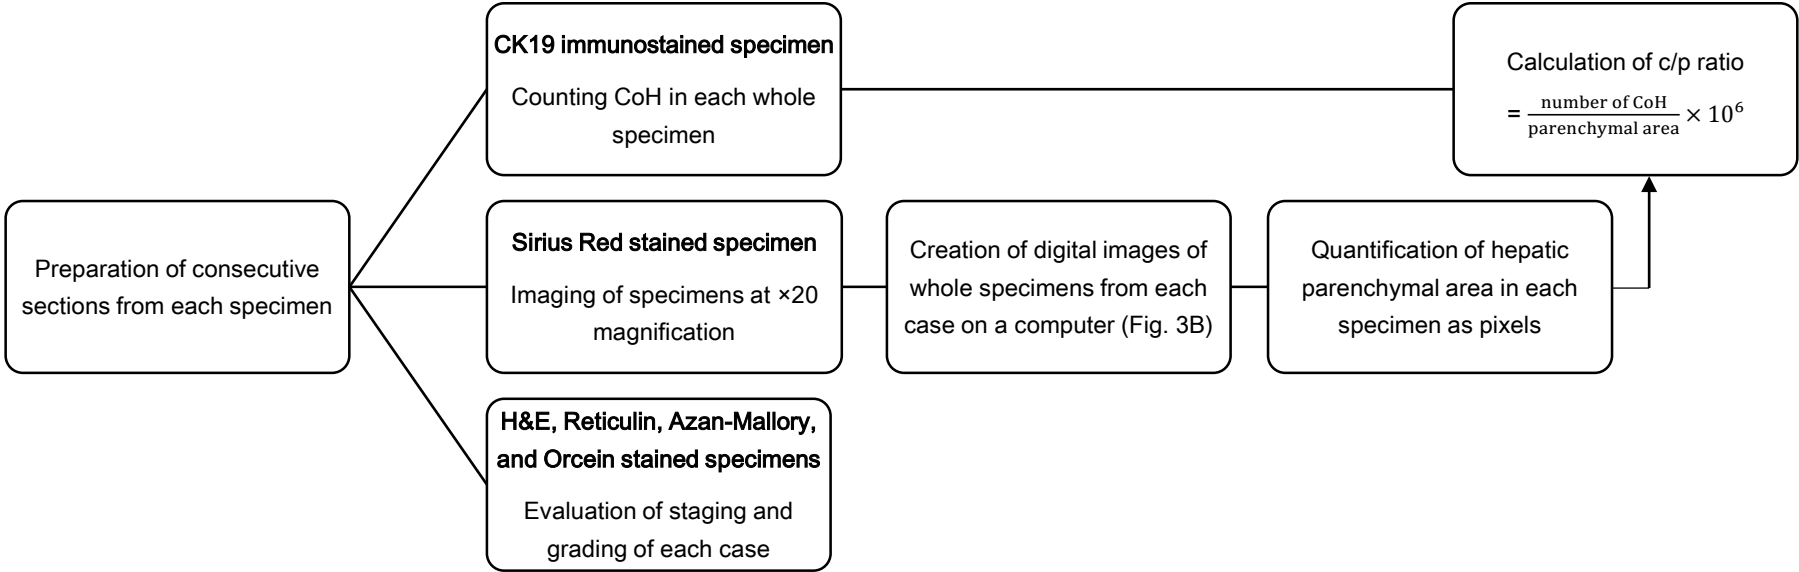 Preparation of consecutive
sections from each specimen
CK19 immunostained specimen
Counting CoH in each whole
specimen
Sirius Red stained specimen
Imaging of specimens at ×20
magnification
H&E, Reticulin, Azan-Mallory,
and Orcein stained specimens
Evaluation of staging and
grading of each case
Creation of digital images of
whole specimens from each
case on a computer (Fig. 3B)
Quantification of hepatic
parenchymal area in each
specimen as pixels
Calculation of c/p ratio
= number of CoH / parenchymal area × 10⁶